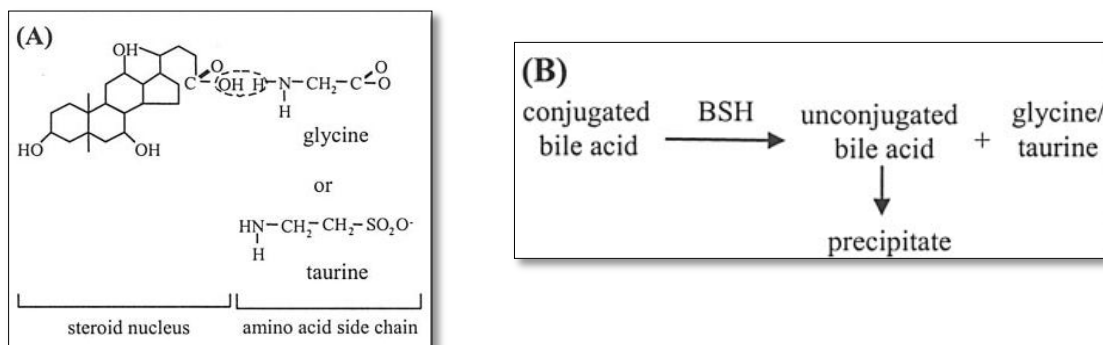 (A)
OH
O
C
OH H-N-CH₂-C-O
O
H
glycine
HO
OH
or
HN-CH₂-CH₂-SO₂O⁻
H
taurine
steroid nucleus
amino acid side chain
(B)
conjugated bile acid
BSH
unconjugated bile acid
+
glycine/
taurine
precipitate